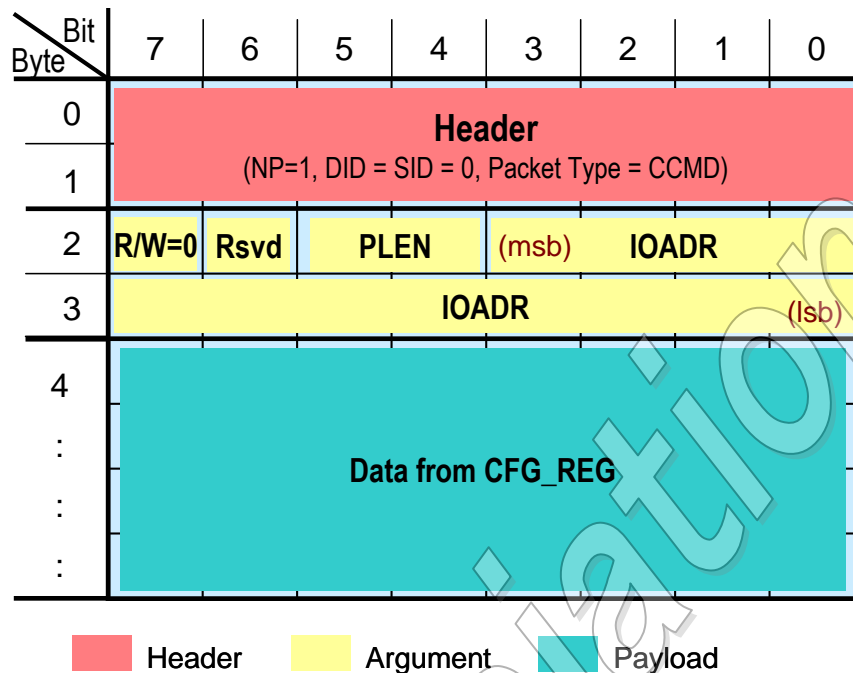 Bit
Byte 7 6 5 4 3 2 1 0
0
Header
1
(NP=1, DID = SID = 0, Packet Type = CCMD)
2 R/W=0 Rsvd PLEN (msb) IOADR
3 IOADR (lsb)
4
:
Data from CFG_REG
:
:
Header Argument Payload